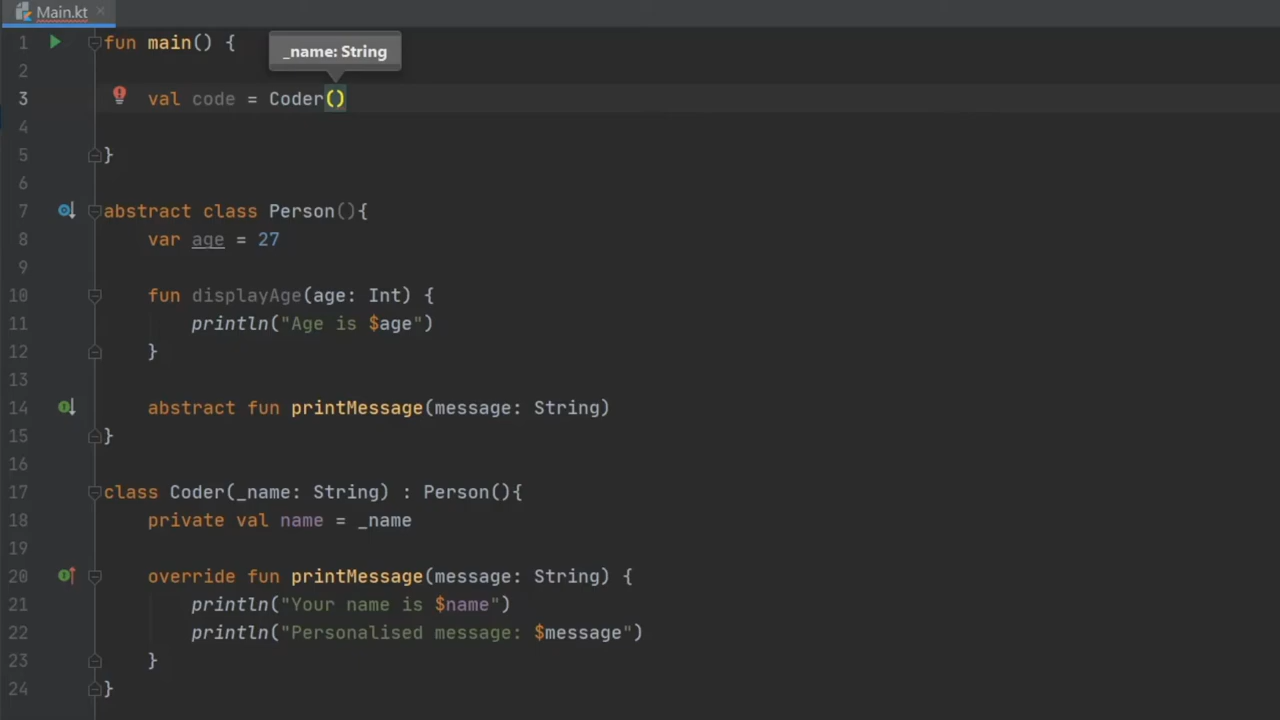 Main.kt
1 fun main() {
_name: String
2
3 val code = Coder()
4
5 }
6
7 abstract class Person(){
8 var age = 27
9
10 fun displayAge(age: Int) {
11 println("Age is $age")
12 }
13
14 abstract fun printMessage(message: String)
15 }
16
17 class Coder(_name: String) : Person(){
18 private val name = _name
19
20 override fun printMessage(message: String) {
21 println("Your name is $name")
22 println("Personalised message: $message")
23 }
24 }